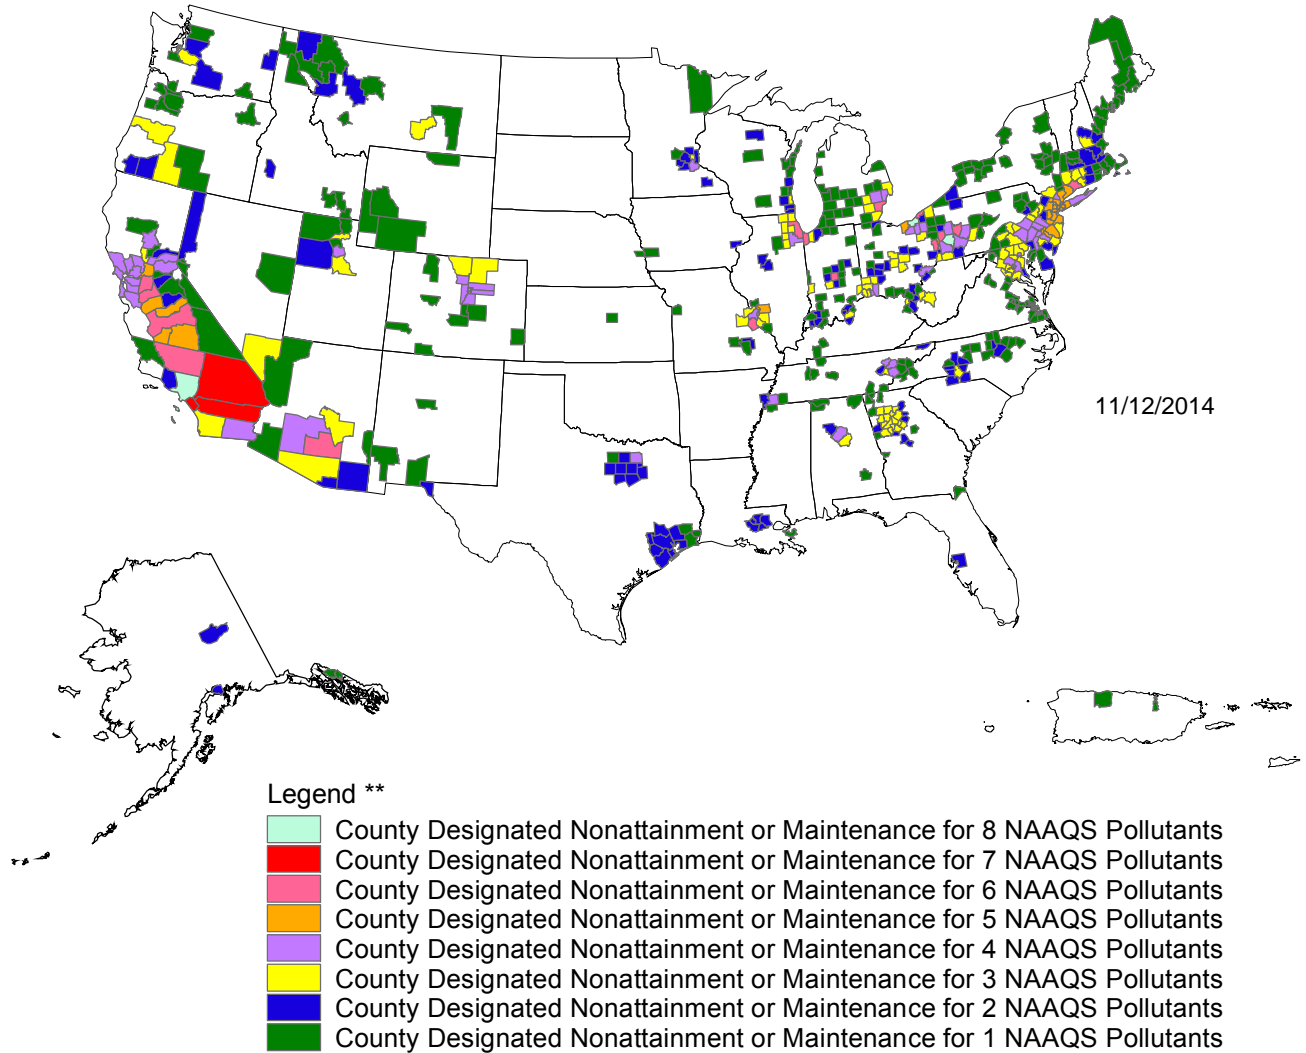 11/12/2014
Legend **
County Designated Nonattainment or Maintenance for 8 NAAQS Pollutants
County Designated Nonattainment or Maintenance for 7 NAAQS Pollutants
County Designated Nonattainment or Maintenance for 6 NAAQS Pollutants
County Designated Nonattainment or Maintenance for 5 NAAQS Pollutants
County Designated Nonattainment or Maintenance for 4 NAAQS Pollutants
County Designated Nonattainment or Maintenance for 3 NAAQS Pollutants
County Designated Nonattainment or Maintenance for 2 NAAQS Pollutants
County Designated Nonattainment or Maintenance for 1 NAAQS Pollutants